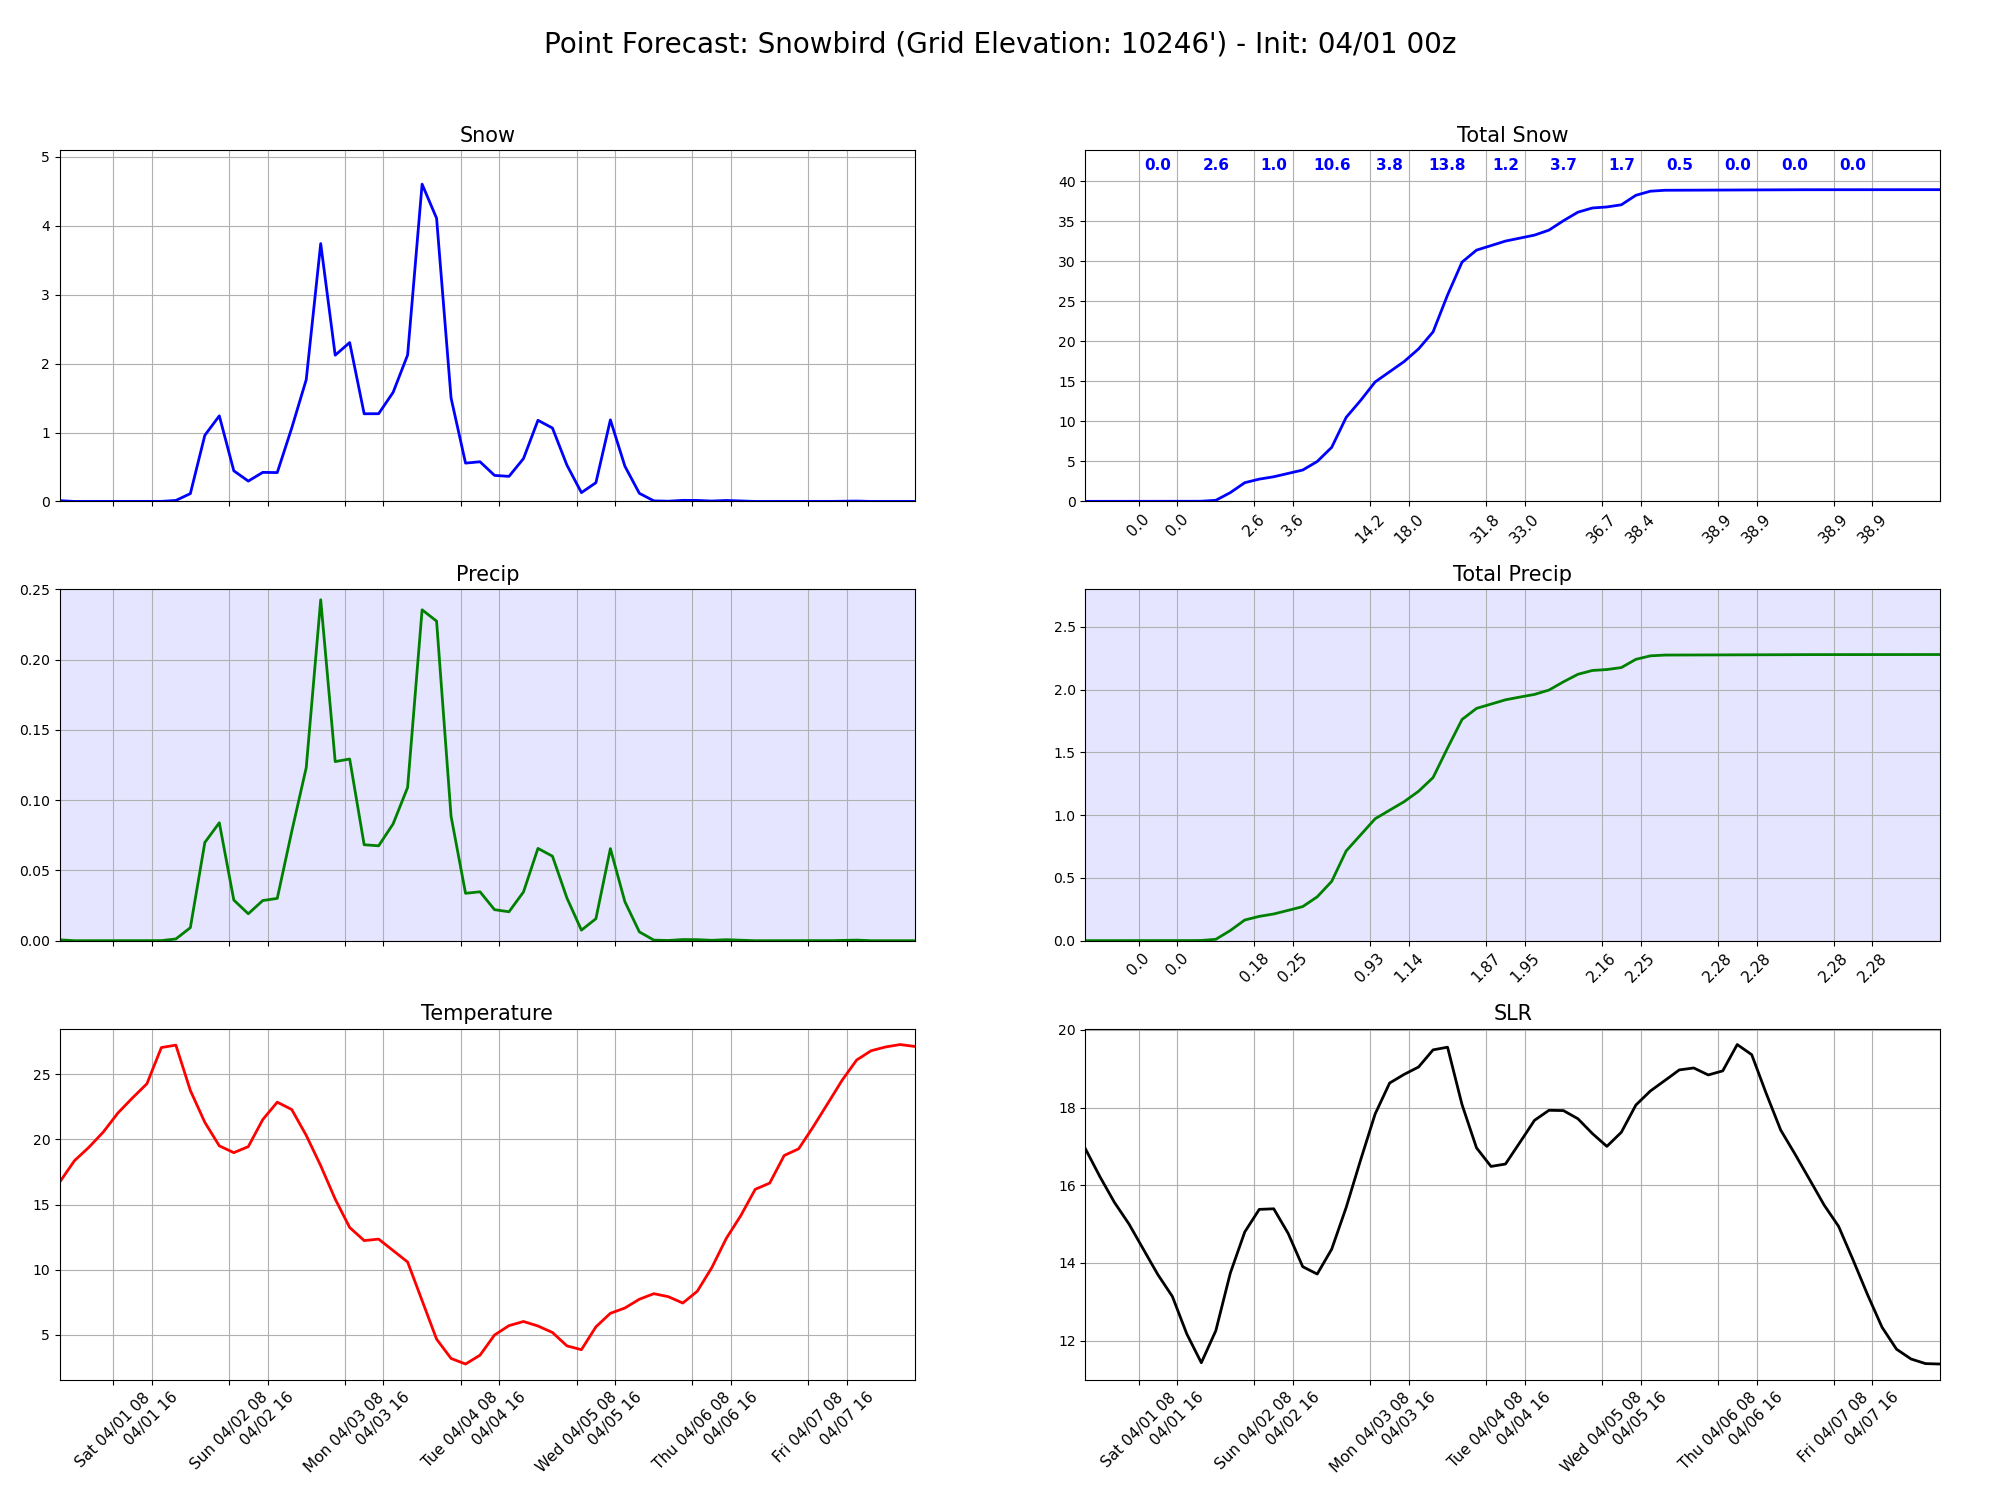 Point Forecast: Snowbird (Grid Elevation: 10246') - Init: 04/01 00z
Snow
5
4
3
2
1
0
Total Snow
0.0 2.6 1.0 10.6 3.8 13.8 1.2 3.7 1.7 0.5 0.0 0.0 0.0
40
35
30
25
20
15
10
5
0
0.0 0.0 2.6 3.6 14.2 18.0 31.8 33.0 36.7 38.4 38.9 38.9 38.9 38.9
Precip
0.25
0.20
0.15
0.10
0.05
0.00
Total Precip
2.5
2.0
1.5
1.0
0.5
0.0
0.0 0.0 0.18 0.25 0.93 1.14 1.87 1.95 2.16 2.25 2.28 2.28 2.28 2.28
Temperature
25
20
15
10
5
Sat 04/01 08
04/01 16
Sun 04/02 08
04/02 16
Mon 04/03 08
04/03 16
Tue 04/04 08
04/04 16
Wed 04/05 08
04/05 16
Thu 04/06 08
04/06 16
Fri 04/07 08
04/07 16
SLR
20
18
16
14
12
Sat 04/01 08
04/01 16
Sun 04/02 08
04/02 16
Mon 04/03 08
04/03 16
Tue 04/04 08
04/04 16
Wed 04/05 08
04/05 16
Thu 04/06 08
04/06 16
Fri 04/07 08
04/07 16